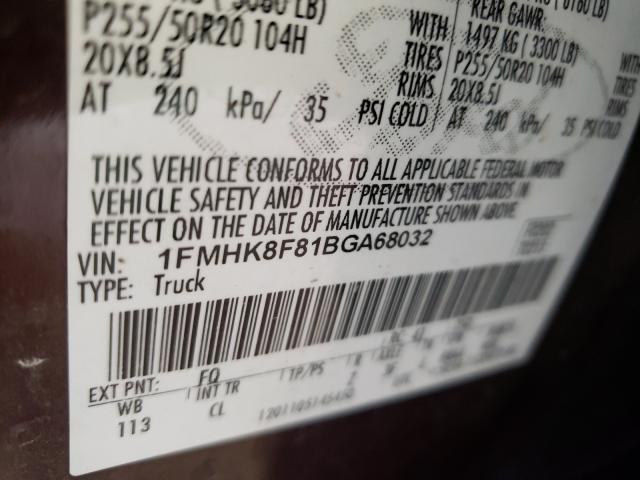 (3080 LB)
P255/50R20 104H
20X8.5J
AT 240 kPa/ 35 PSI COLD
REAR GAWR:
WITH 1497 KG (3300 LB)
TIRES P255/50R20 104H
RIMS 20X8.5J
AT 240 kPa/ 35 PSI COLD
THIS VEHICLE CONFORMS TO ALL APPLICABLE FEDERAL MOTOR
VEHICLE SAFETY AND THEFT PREVENTION STANDARDS IN
EFFECT ON THE DATE OF MANUFACTURE SHOWN ABOVE.
VIN: 1FMHK8F81BGA68032
TYPE: Truck
EXT PNT: FQ
WB INT TR TP/PS R
113 CL 2